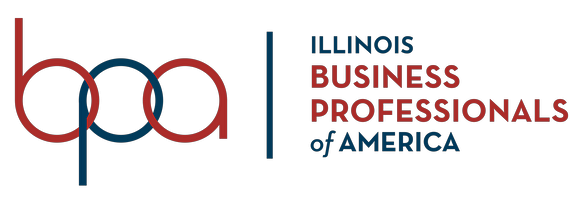 bpa
ILLINOIS
BUSINESS
PROFESSIONALS
of AMERICA